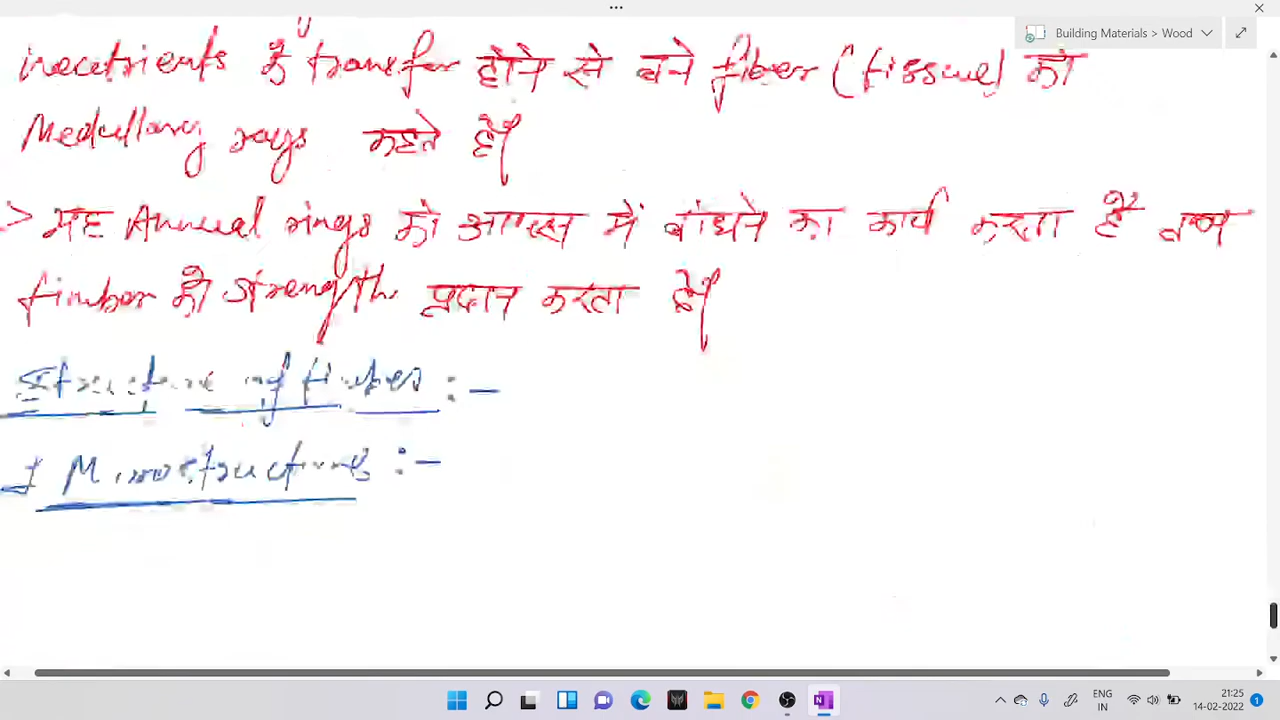 Building Materials > Wood
nutrients के transfer होने से बने fiber (tissue) को
Medullary rays कहते हैं
> यह Annual rings को आपस में बांधने का कार्य करता है तथा
timber को strength प्रदान करता है
Structure of timber :-
I Microstructure :-
ENG
IN
21:25
14-02-2022
1